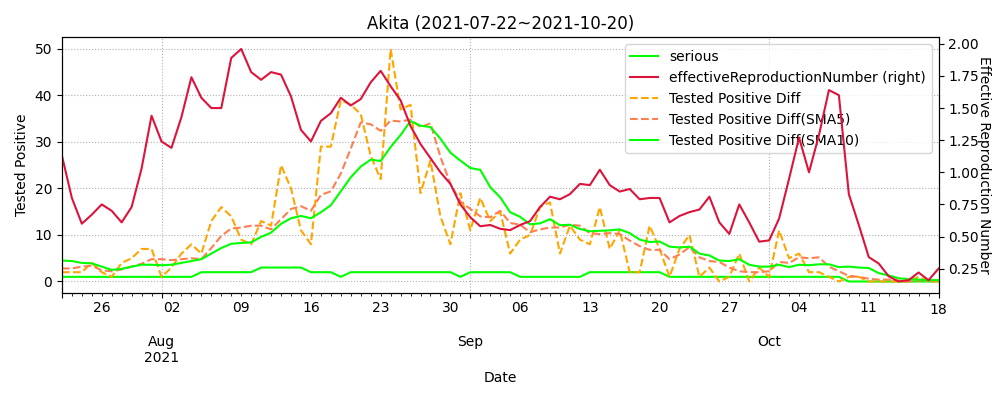 Akita (2021-07-22~2021-10-20)
serious
effectiveReproductionNumber (right)
Tested Positive Diff
Tested Positive Diff(SMA5)
Tested Positive Diff(SMA10)
Tested Positive
50
40
30
20
10
0
Effective Reproduction Number
2.00
1.75
1.50
1.25
1.00
0.75
0.50
0.25
26 02 09 16 23 30 06 13 20 27 04 11 18
Aug Sep Oct
2021
Date